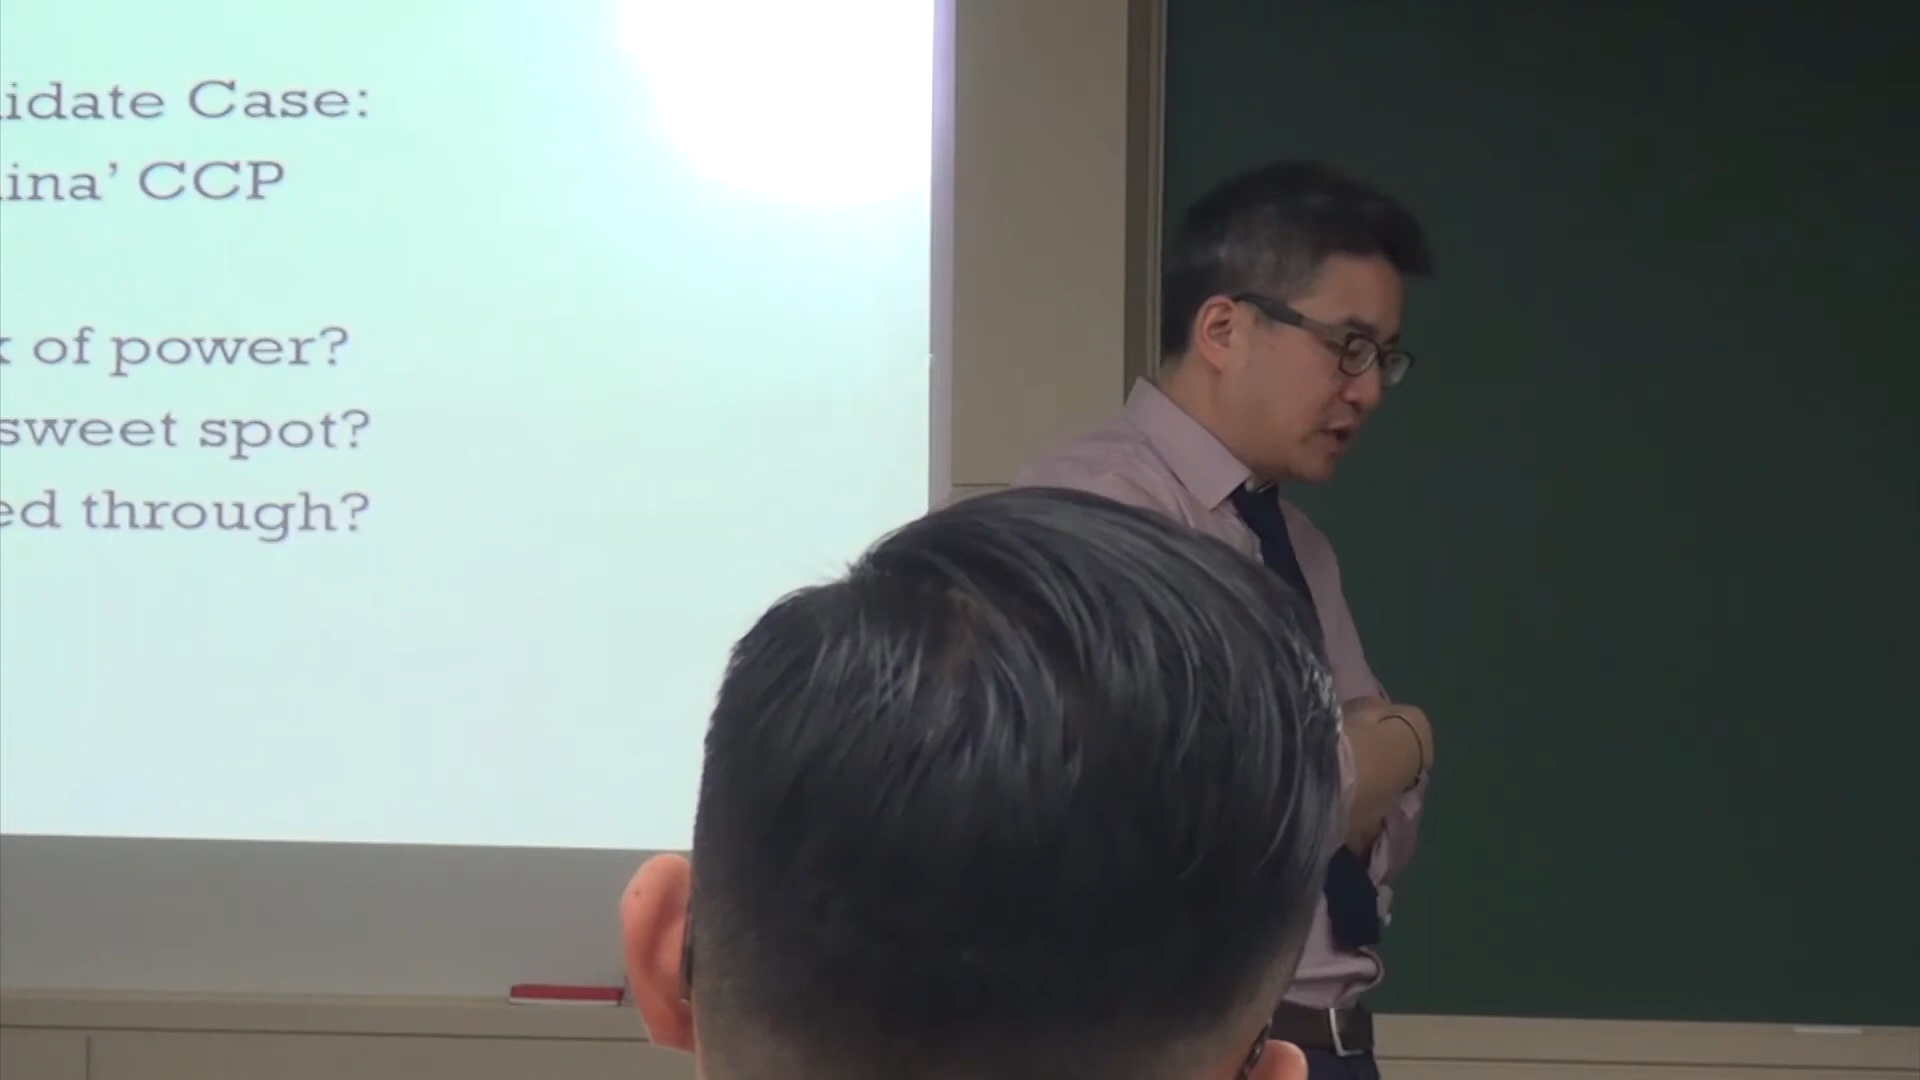 idate Case:
ina’ CCP
of power?
sweet spot?
ed through?